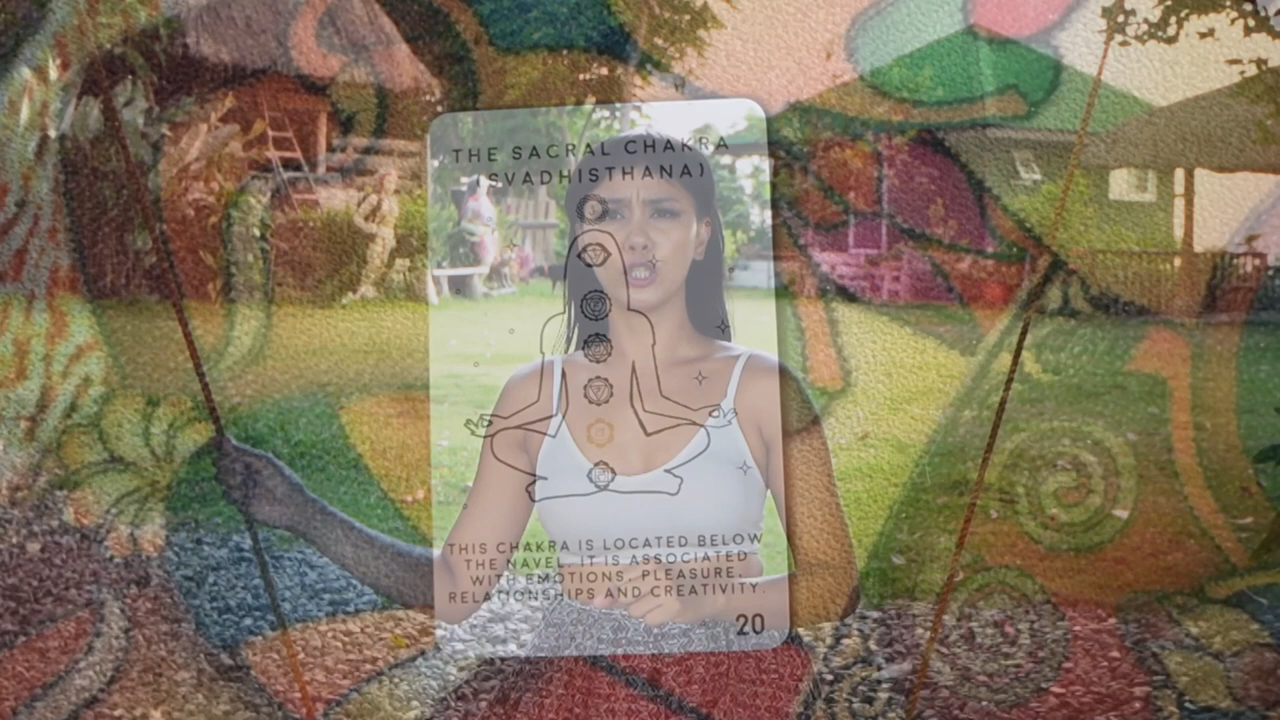 THE SACRAL CHAKRA
(SVADHISTHANA)
THIS CHAKRA IS LOCATED BELOW
THE NAVEL. IT IS ASSOCIATED
WITH EMOTIONS, PLEASURE,
RELATIONSHIPS AND CREATIVITY.
20